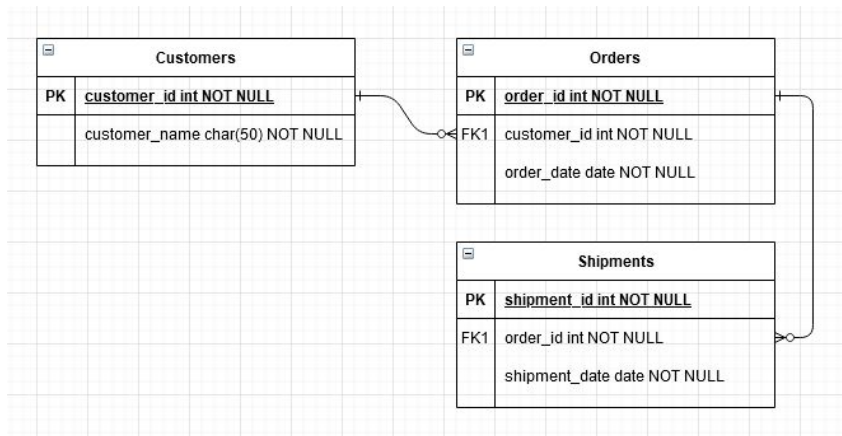 Customers
PK customer_id int NOT NULL
customer_name char(50) NOT NULL
Orders
PK order_id int NOT NULL
FK1 customer_id int NOT NULL
order_date date NOT NULL
Shipments
PK shipment_id int NOT NULL
FK1 order_id int NOT NULL
shipment_date date NOT NULL